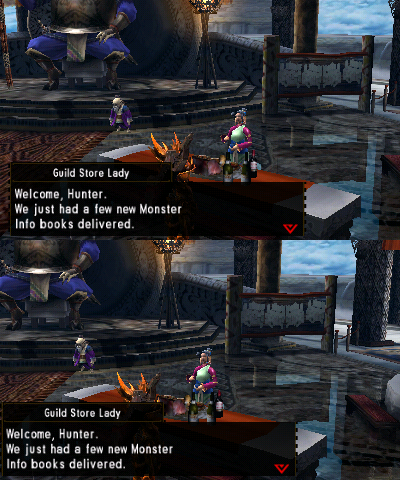 Guild Store Lady
Welcome, Hunter.
We just had a few new Monster
Info books delivered.
Guild Store Lady
Welcome, Hunter.
We just had a few new Monster
Info books delivered.